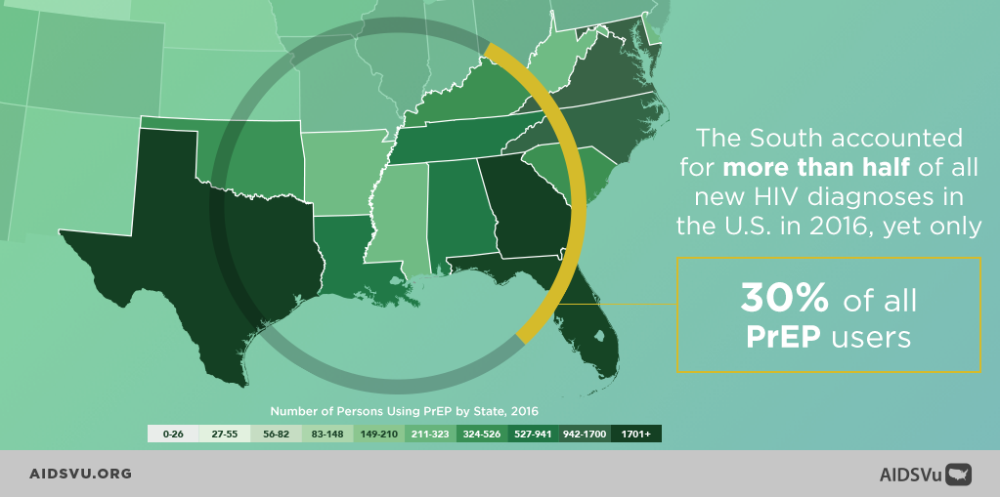 The South accounted
for more than half of all
new HIV diagnoses in
the U.S. in 2016, yet only
30% of all
PrEP users
Number of Persons Using PrEP by State, 2016
0-26 27-55 56-82 83-148 149-210 211-323 324-526 527-941 942-1700 1701+
AIDSVU.ORG
AIDSVu